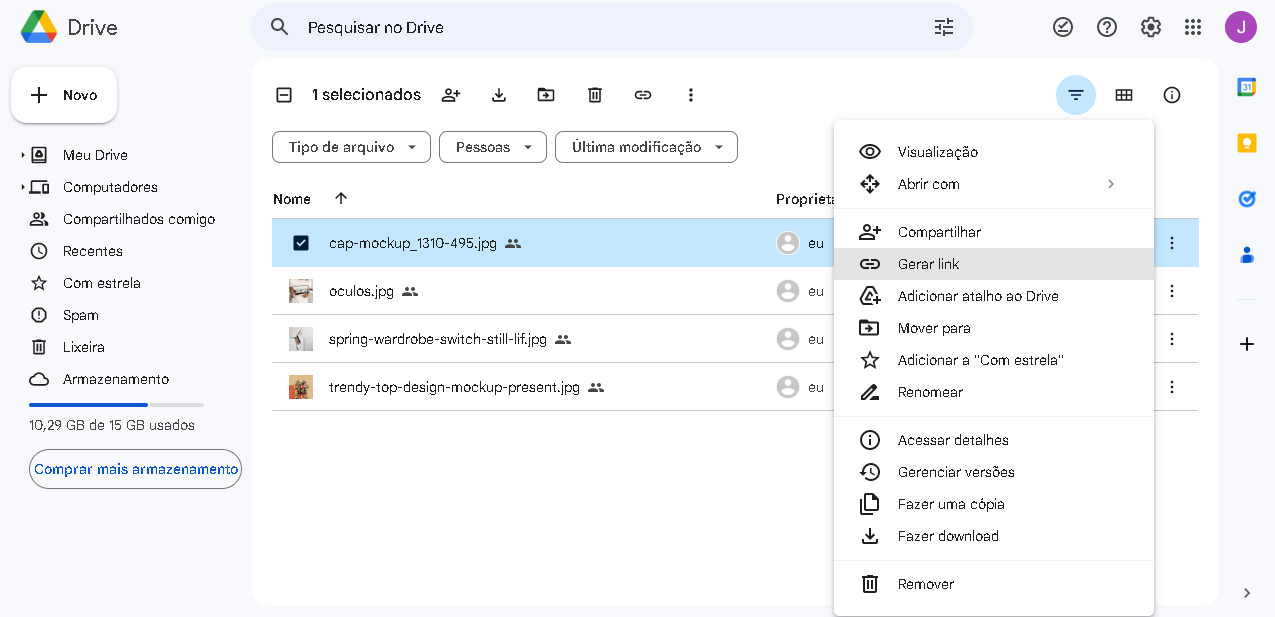 Drive
Pesquisar no Drive
J
Novo
Meu Drive
Computadores
Compartilhados comigo
Recentes
Com estrela
Spam
Lixeira
Armazenamento
10,29 GB de 15 GB usados
Comprar mais armazenamento
1 selecionados
Tipo de arquivo
Pessoas
Última modificação
Nome
Proprieta
cap-mockup_1310-495.jpg
eu
oculos.jpg
eu
spring-wardrobe-switch-still-lif.jpg
eu
trendy-top-design-mockup-present.jpg
eu
Visualização
Abrir com
Compartilhar
Gerar link
Adicionar atalho ao Drive
Mover para
Adicionar a "Com estrela"
Renomear
Acessar detalhes
Gerenciar versões
Fazer uma cópia
Fazer download
Remover
31